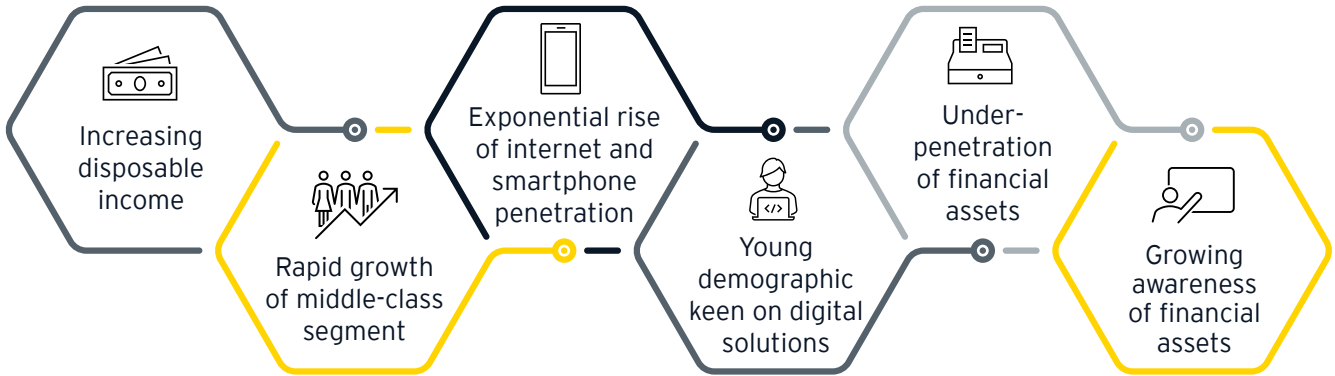 Increasing
disposable
income
Rapid growth
of middle-class
segment
Exponential rise
of internet and
smartphone
penetration
</>
Young
demographic
keen on digital
solutions
Under-
penetration
of financial
assets
Growing
awareness
of financial
assets